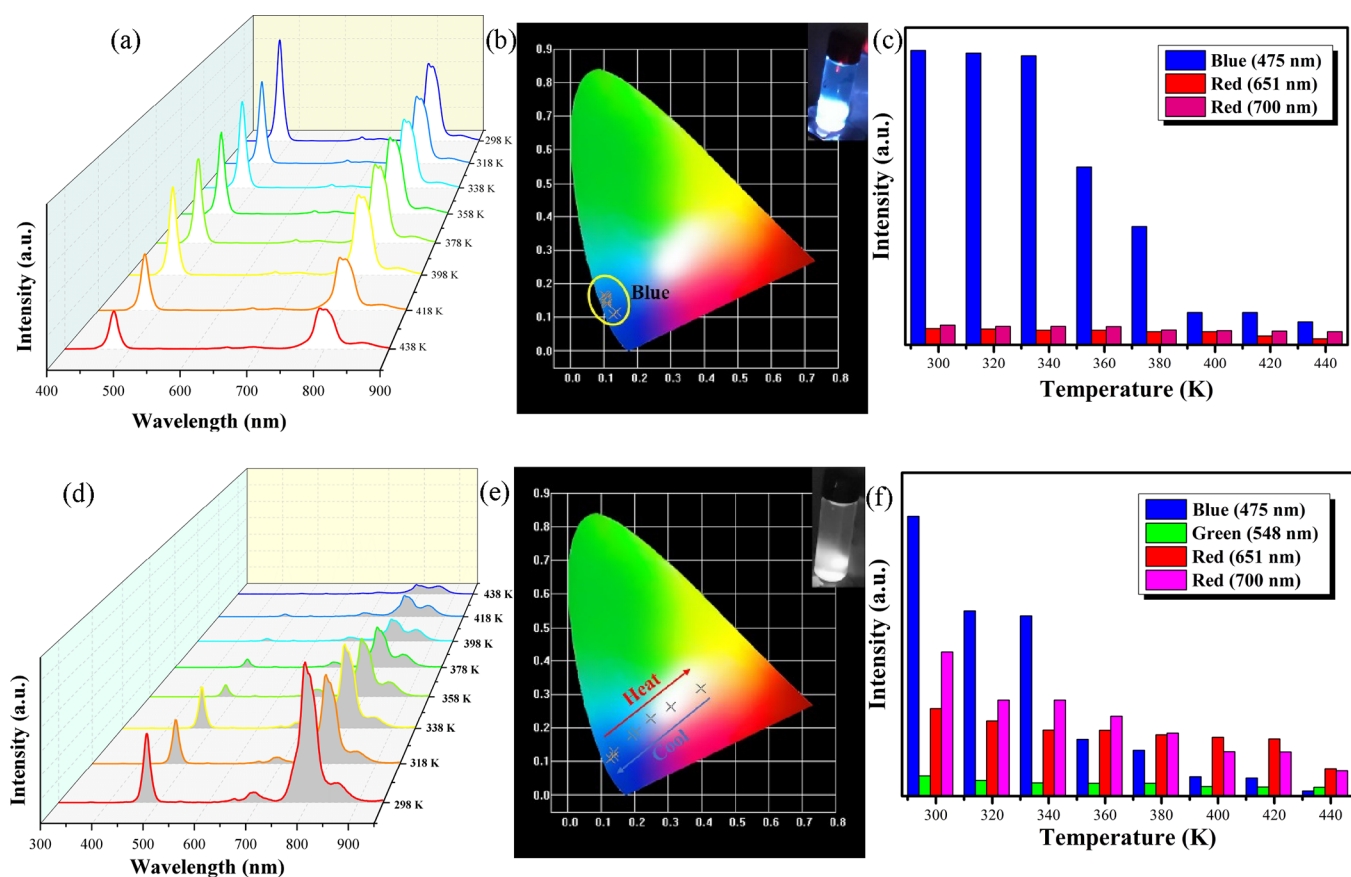 (a)
Intensity (a.u.)
298 K
318 K
338 K
358 K
378 K
398 K
418 K
438 K
400 500 600 700 800 900
Wavelength (nm)
(b)
0.9
0.8
0.7
0.6
0.5
0.4
0.3
0.2
0.1
0.0
Blue
0.0 0.1 0.2 0.3 0.4 0.5 0.6 0.7 0.8
(c)
Intensity (a.u.)
Blue (475 nm)
Red (651 nm)
Red (700 nm)
300 320 340 360 380 400 420 440
Temperature (K)
(d)
Intensity (a.u.)
438 K
418 K
398 K
378 K
358 K
338 K
318 K
298 K
300 400 500 600 700 800 900
Wavelength (nm)
(e)
0.9
0.8
0.7
0.6
0.5
0.4
0.3
0.2
0.1
0.0
Heat
Cool
0.0 0.1 0.2 0.3 0.4 0.5 0.6 0.7 0.8
(f)
Intensity (a.u.)
Blue (475 nm)
Green (548 nm)
Red (651 nm)
Red (700 nm)
300 320 340 360 380 400 420 440
Temperature (K)